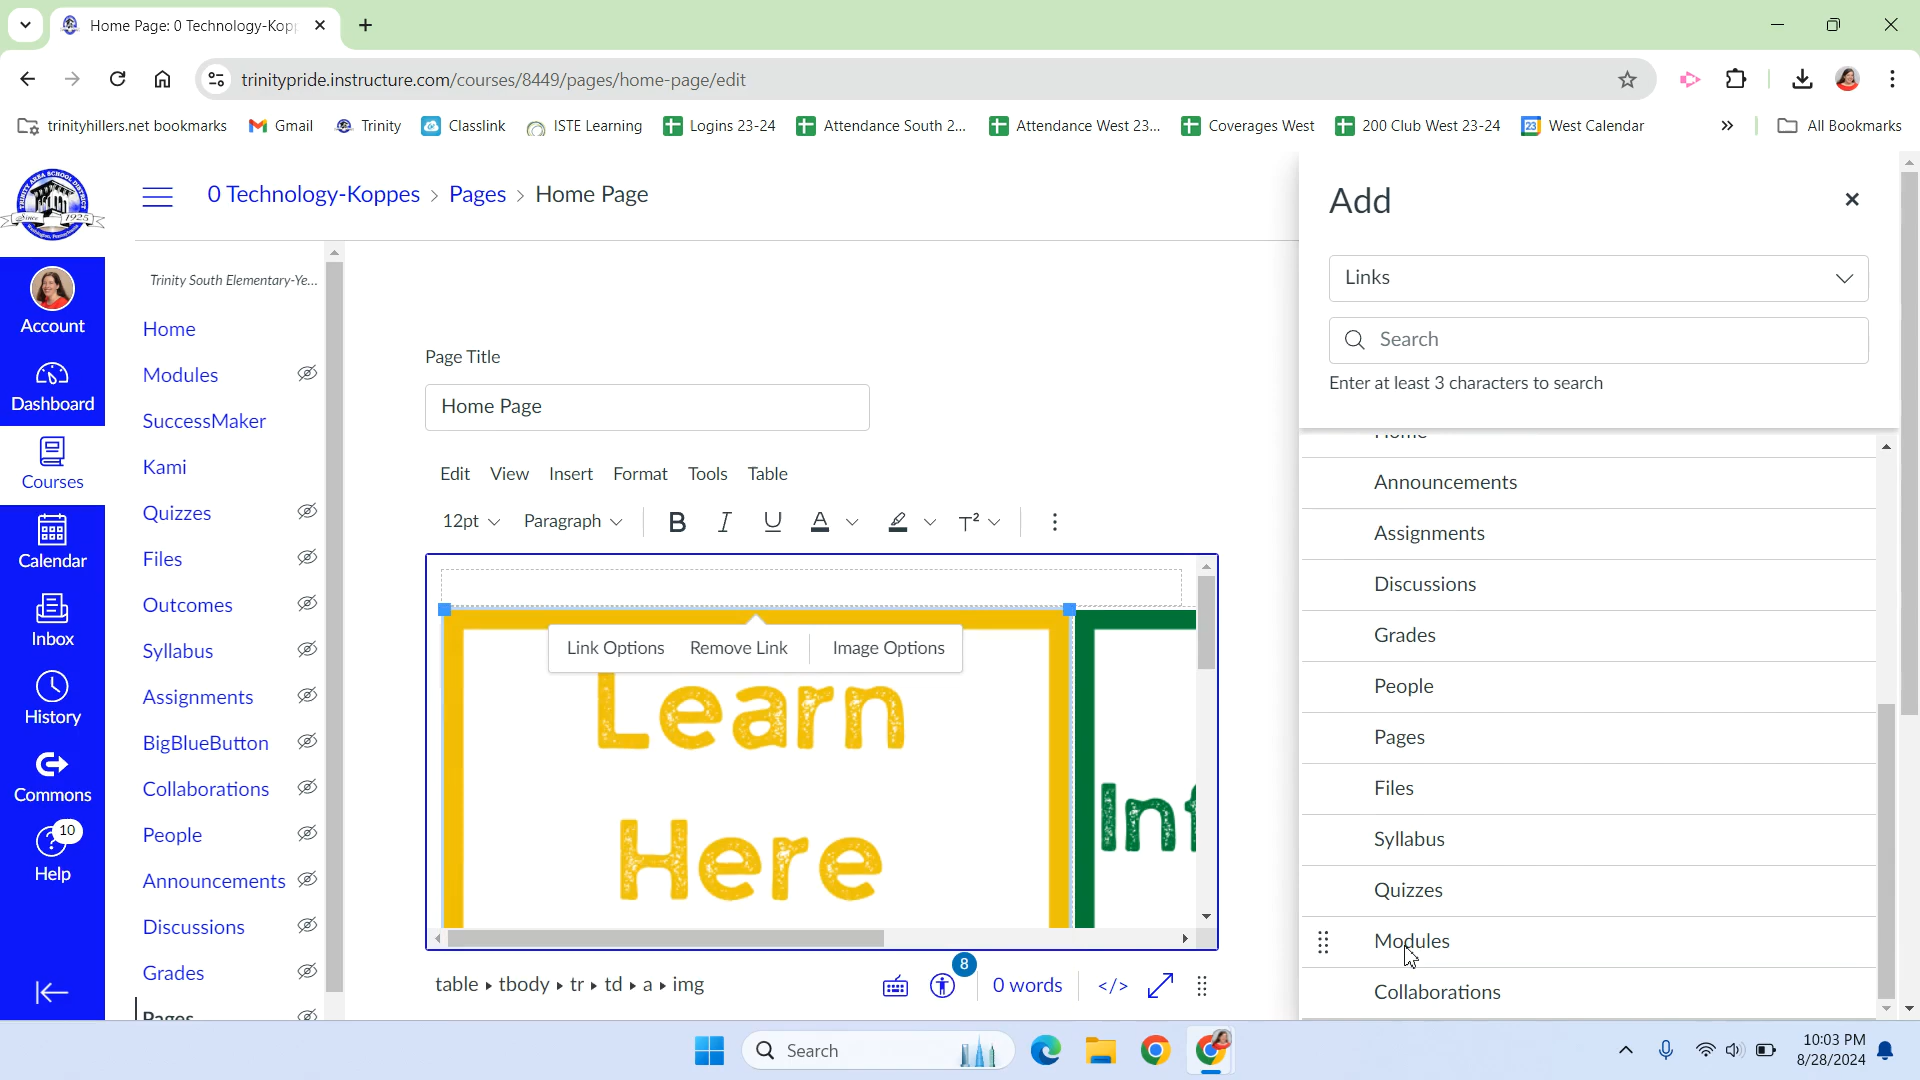 Home Page: 0 Technology-Kopp
trinitypride.instructure.com/courses/8449/pages/home-page/edit
trinityhillers.net bookmarks
Gmail
Trinity
Classlink
ISTE Learning
Logins 23-24
Attendance South 2...
Attendance West 23...
Coverages West
200 Club West 23-24
23
West Calendar
All Bookmarks
0 Technology-Koppes > Pages > Home Page
Trinity South Elementary-Ye...
Account
Dashboard
Courses
Calendar
Inbox
History
Commons
10
Help
Home
Modules
SuccessMaker
Kami
Quizzes
Files
Outcomes
Syllabus
Assignments
BigBlueButton
Collaborations
People
Announcements
Discussions
Grades
Pages
Page Title
Home Page
Edit View Insert Format Tools Table
12pt Paragraph B I U A T²
Link Options Remove Link Image Options
Learn
Here
Inf
table ▸ tbody ▸ tr ▸ td ▸ a ▸ img
8
0 words
</>
Add
Links
Search
Enter at least 3 characters to search
Home
Announcements
Assignments
Discussions
Grades
People
Pages
Files
Syllabus
Quizzes
Modules
Collaborations
Search
10:03 PM
8/28/2024